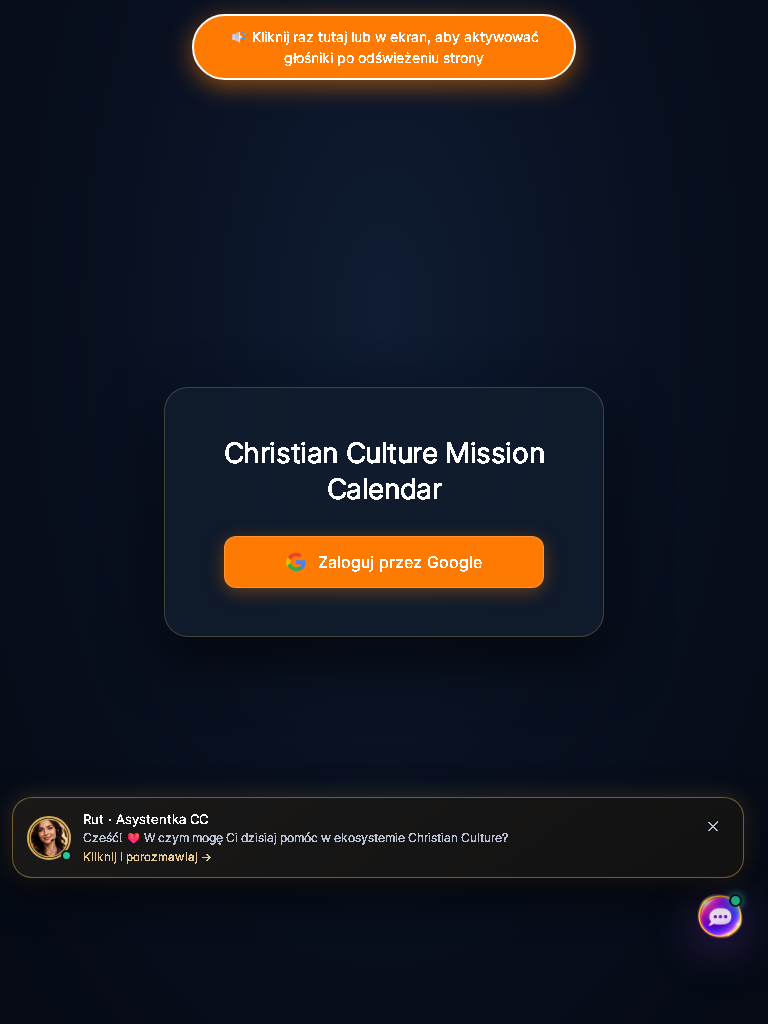 Kliknij raz tutaj lub w ekran, aby aktywować
głośniki po odświeżeniu strony
Christian Culture Mission
Calendar
Zaloguj przez Google
Rut · Asystentka CC
Cześć! ❤️ W czym mogę Ci dzisiaj pomóc w ekosystemie Christian Culture?
Kliknij i porozmawiaj →